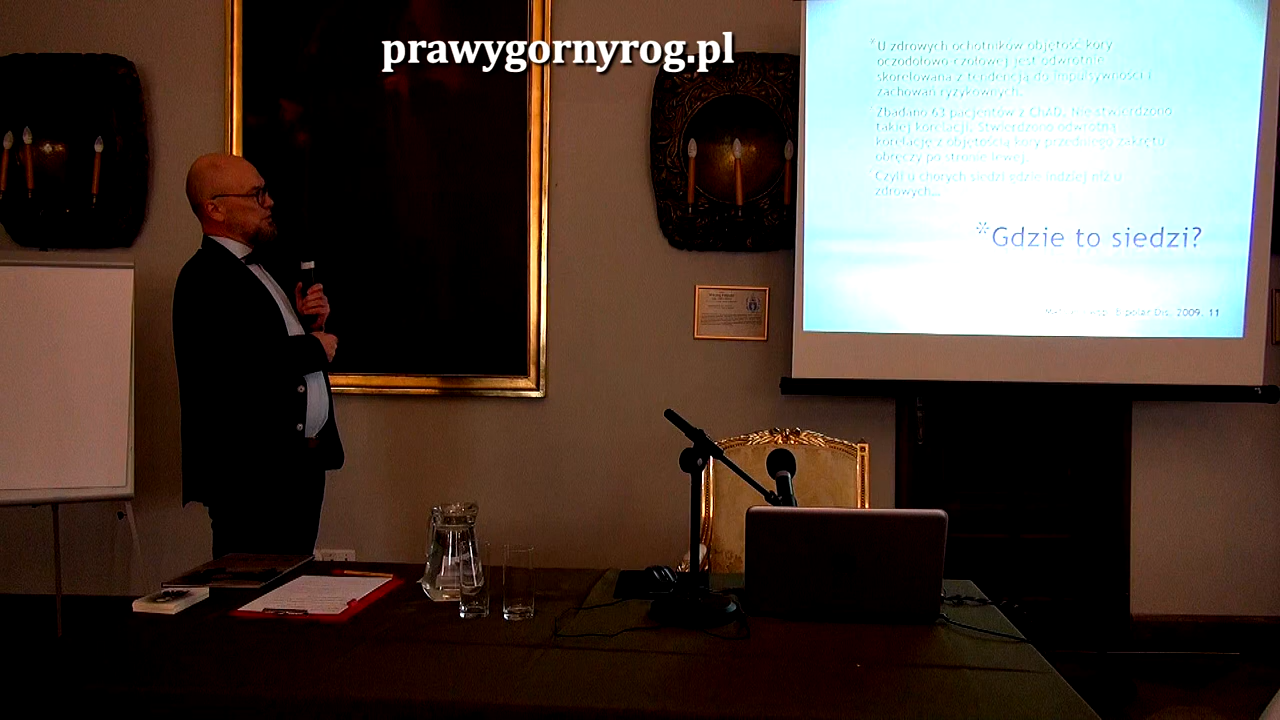 prawygornyrog.pl
*U zdrowych ochotników objętość kory
oczodołowo-czołowej jest odwrotnie
skorelowana z tendencją do impulsywności i
zachowań ryzykownych.
*Zbadano 63 pacjentów z ChAD. Nie stwierdzono
takiej korelacji. Stwierdzono odwrotną
korelację z objętością kory przedniego zakrętu
obręczy po stronie lewej.
*Czyli u chorych siedzi gdzie indziej niż u
zdrowych…
*Gdzie to siedzi?
Dis. 2009. 11